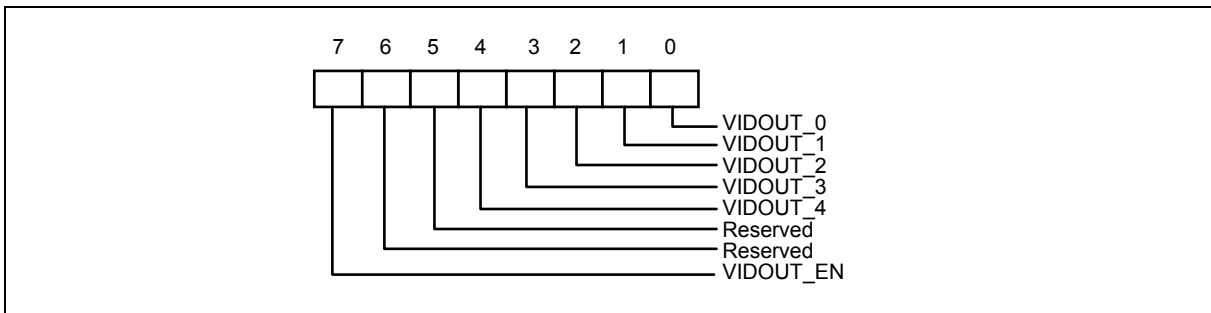 7 6 5 4 3 2 1 0
VIDOUT_0
VIDOUT_1
VIDOUT_2
VIDOUT_3
VIDOUT_4
Reserved
Reserved
VIDOUT_EN